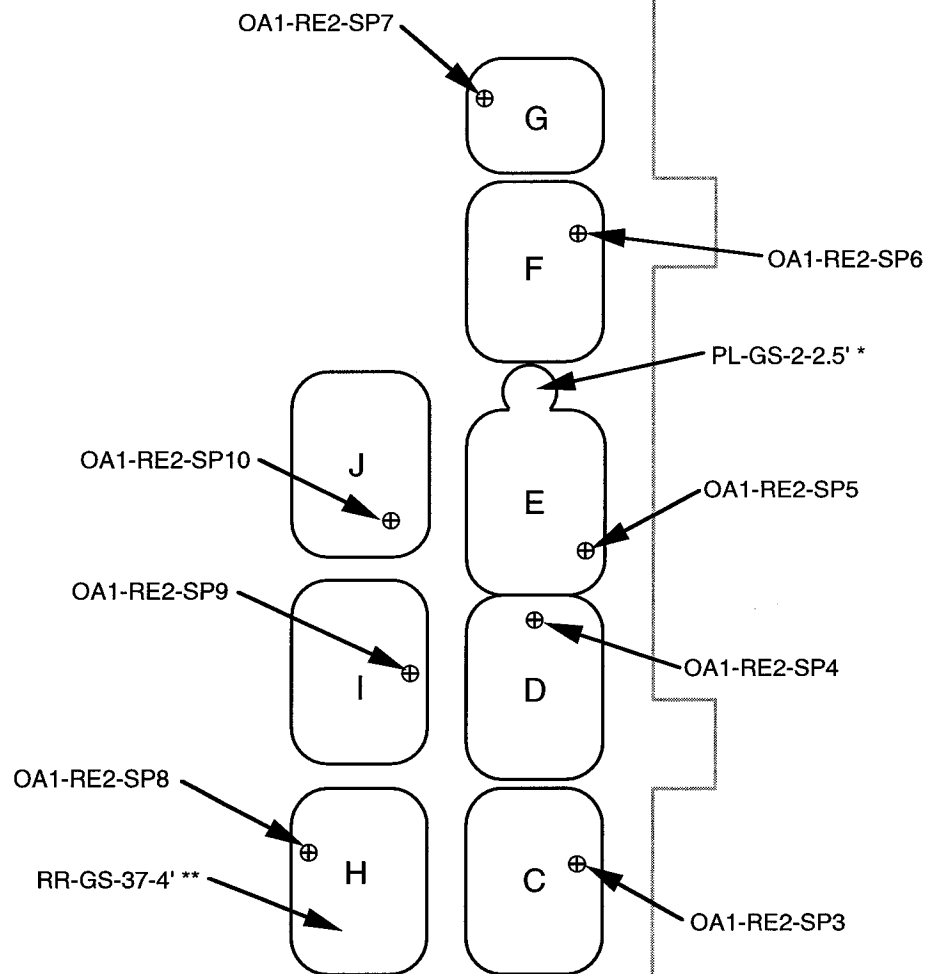 OA1-RE2-SP7
G
F
OA1-RE2-SP6
PL-GS-2-2.5' *
J
OA1-RE2-SP10
E
OA1-RE2-SP5
OA1-RE2-SP9
I
D
OA1-RE2-SP4
OA1-RE2-SP8
H
RR-GS-37-4' **
C
OA1-RE2-SP3